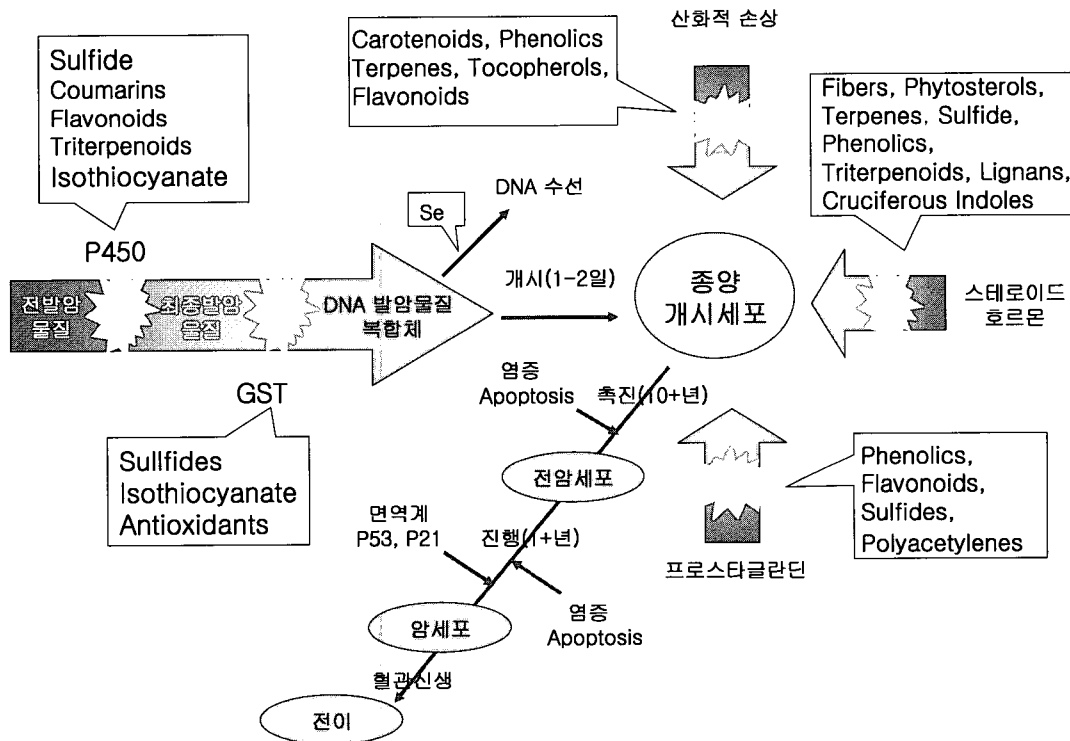 산화적 손상
Carotenoids, Phenolics
Terpenes, Tocopherols,
Flavonoids
Sulfide
Coumarins
Flavonoids
Triterpenoids
Isothiocyanate
Fibers, Phytosterols,
Terpenes, Sulfide,
Phenolics,
Triterpenoids, Lignans,
Cruciferous Indoles
DNA 수선
Se
P450
전발암
물질
최종발암
물질
DNA 발암물질
복합체
개시(1-2일)
종양
개시세포
스테로이드
호르몬
GST
Sullfides
Isothiocyanate
Antioxidants
염증
Apoptosis
촉진(10+년)
전암세포
Phenolics,
Flavonoids,
Sulfides,
Polyacetylenes
프로스타글란딘
면역계
P53, P21
진행(1+년)
염증
Apoptosis
암세포
혈관신생
전이